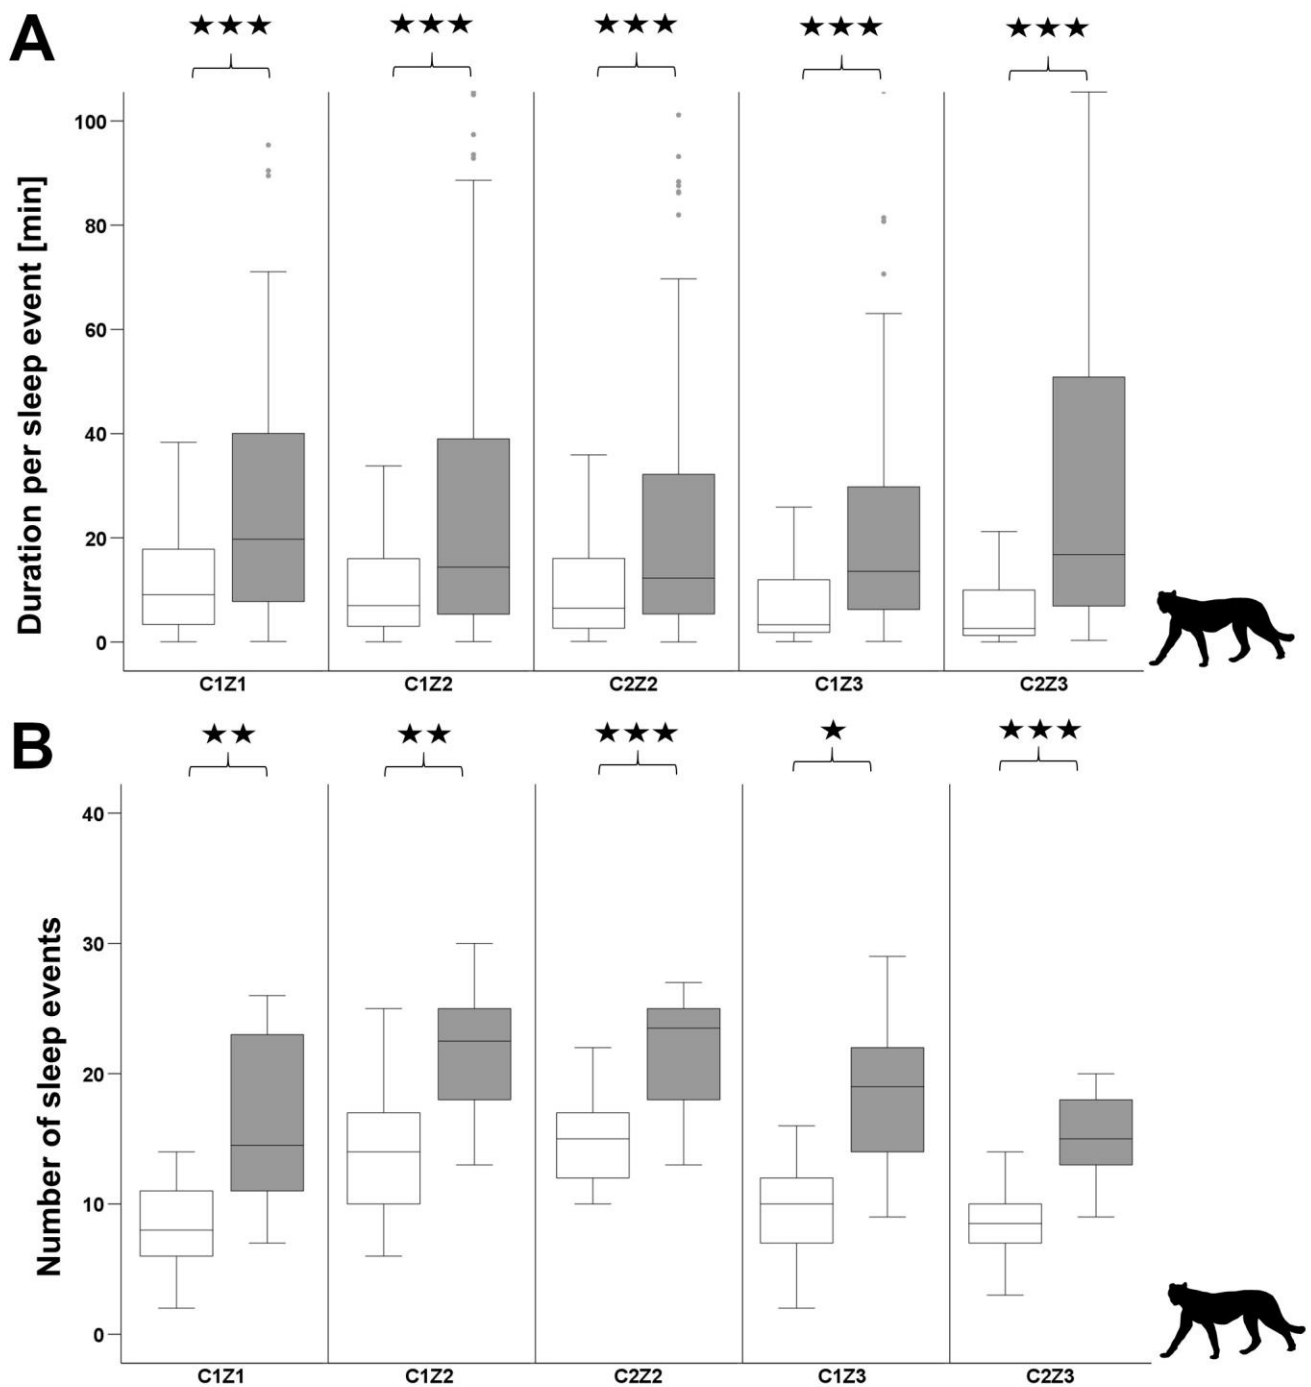 A
★★★ ★★★ ★★★ ★★★ ★★★
Duration per sleep event [min]
100
80
60
40
20
0
C1Z1 C1Z2 C2Z2 C1Z3 C2Z3
B
★★ ★★ ★★★ ★ ★★★
Number of sleep events
40
30
20
10
0
C1Z1 C1Z2 C2Z2 C1Z3 C2Z3